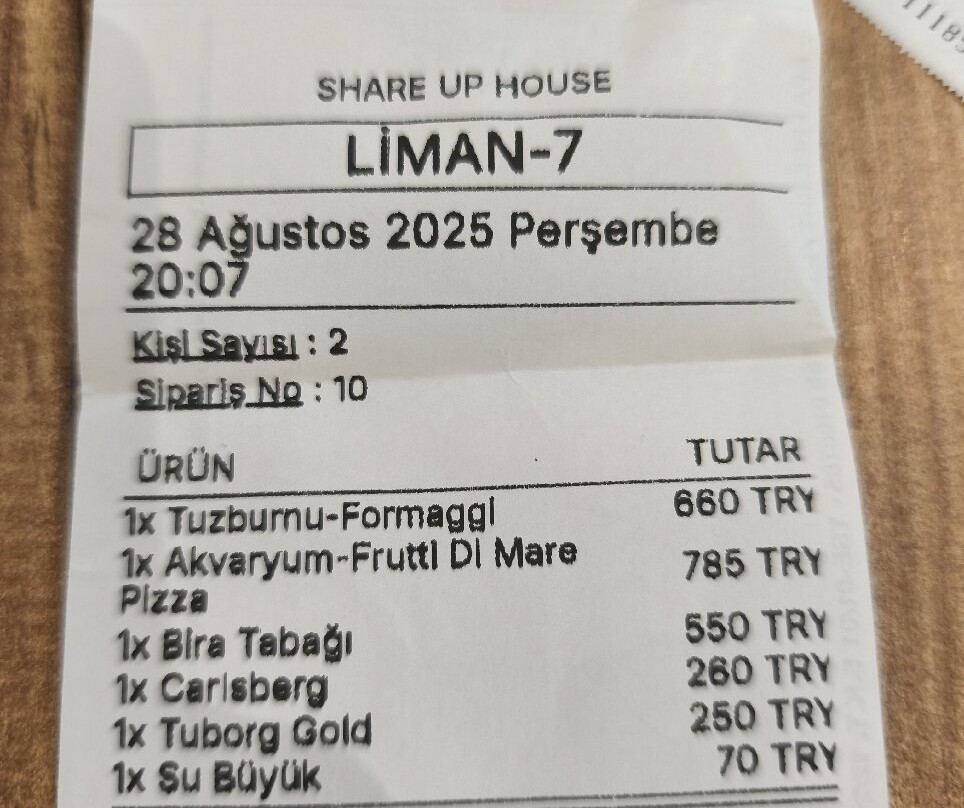 SHARE UP HOUSE
LİMAN-7
28 Ağustos 2025 Perşembe
20:07
Kişi Sayısı : 2
Sipariş No : 10
ÜRÜN TUTAR
1x Tuzburnu-Formaggi 660 TRY
1x Akvaryum-Frutti Di Mare 785 TRY
Pizza
1x Bira Tabağı 550 TRY
1x Carlsberg 260 TRY
1x Tuborg Gold 250 TRY
1x Su Büyük 70 TRY